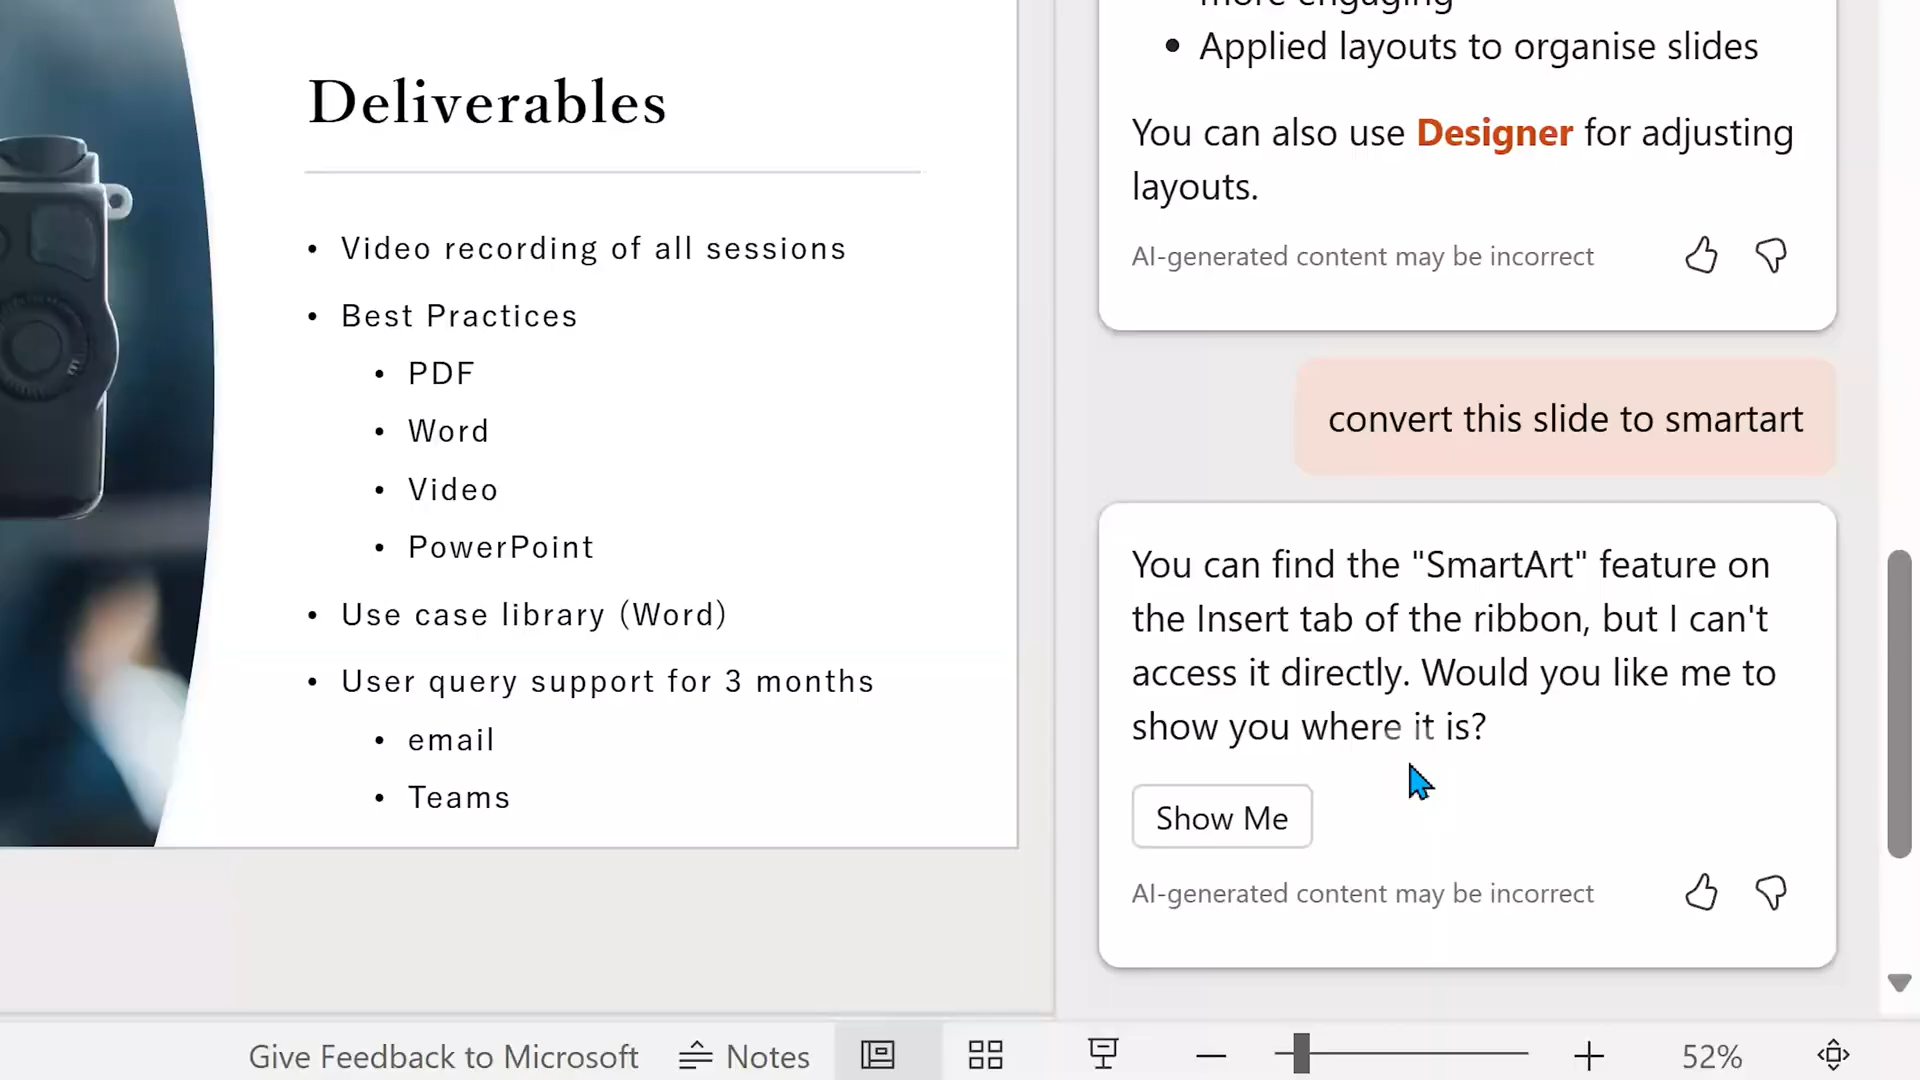 Deliverables
• Video recording of all sessions
• Best Practices
• PDF
• Word
• Video
• PowerPoint
• Use case library (Word)
• User query support for 3 months
• email
• Teams
more engaging
• Applied layouts to organise slides
You can also use Designer for adjusting
layouts.
AI-generated content may be incorrect
convert this slide to smartart
You can find the "SmartArt" feature on
the Insert tab of the ribbon, but I can't
access it directly. Would you like me to
show you where it is?
Show Me
AI-generated content may be incorrect
Give Feedback to Microsoft
Notes
52%